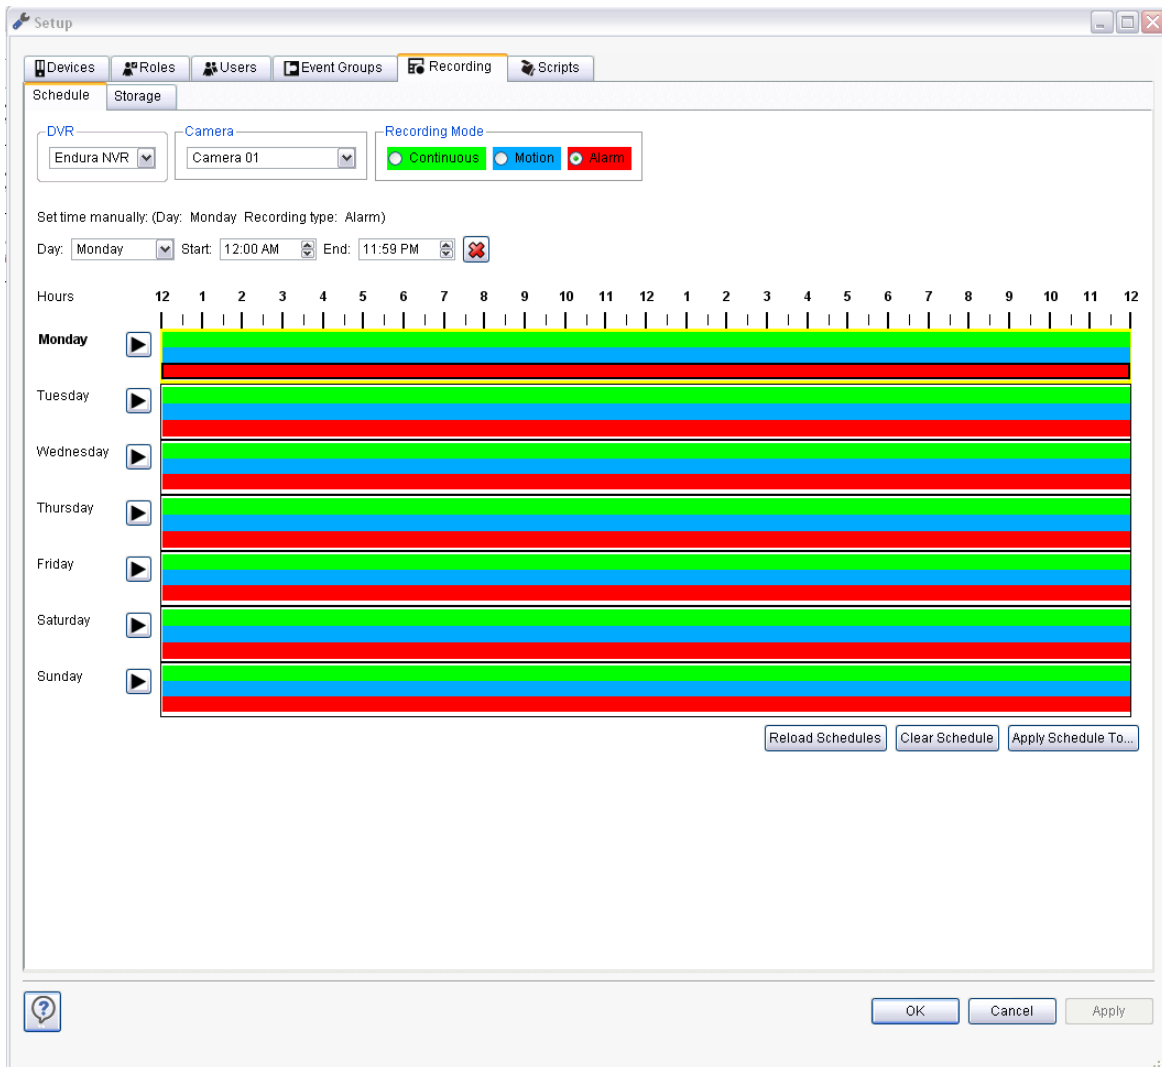 Setup
Devices Roles Users Event Groups Recording Scripts
Schedule Storage
DVR Camera Recording Mode
Endura NVR Camera 01 Continuous Motion Alarm
Set time manually: (Day: Monday Recording type: Alarm)
Day: Monday Start: 12:00 AM End: 11:59 PM
Hours 12 1 2 3 4 5 6 7 8 9 10 11 12 1 2 3 4 5 6 7 8 9 10 11 12
Monday
Tuesday
Wednesday
Thursday
Friday
Saturday
Sunday
Reload Schedules Clear Schedule Apply Schedule To...
? OK Cancel Apply